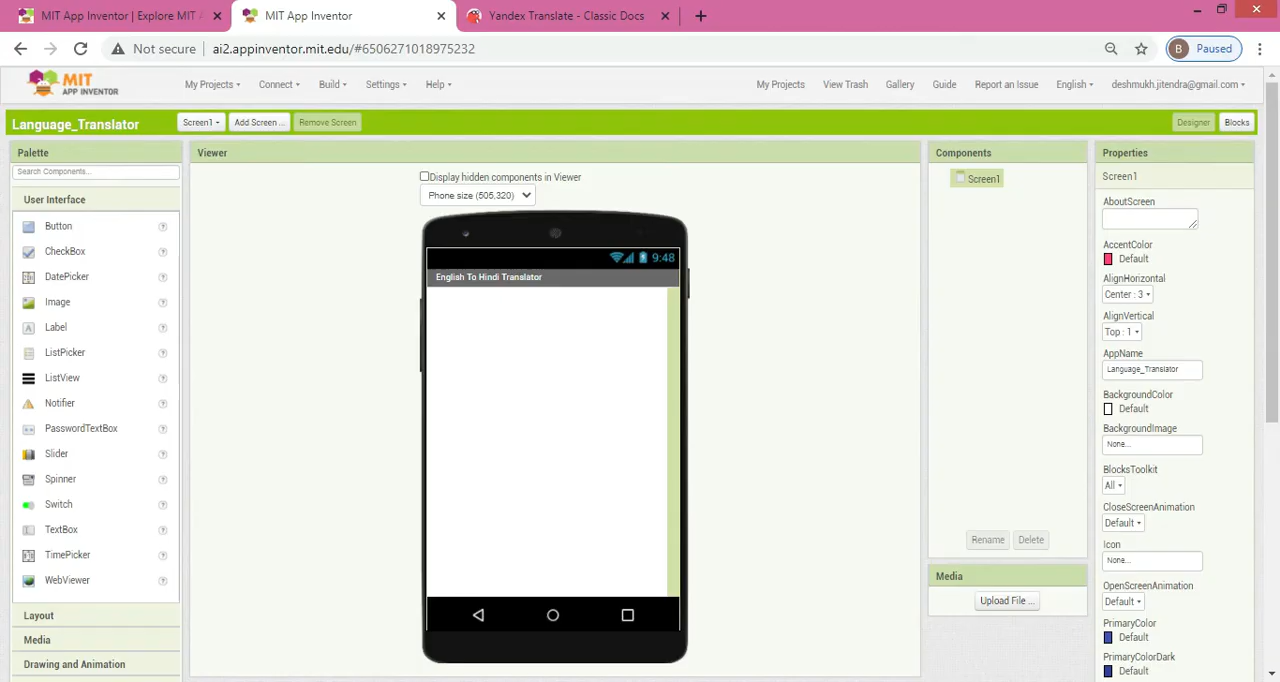 MIT App Inventor | Explore MIT A
MIT App Inventor
Yandex Translate - Classic Docs
Not secure
ai2.appinventor.mit.edu/#6506271018975232
B
Paused
MIT
APP INVENTOR
My Projects
Connect
Build
Settings
Help
My Projects
View Trash
Gallery
Guide
Report an Issue
English
deshmukh.jitendra@gmail.com
Language_Translator
Screen1
Add Screen ...
Remove Screen
Designer
Blocks
Palette
Search Components...
User Interface
Button
CheckBox
DatePicker
Image
Label
ListPicker
ListView
Notifier
PasswordTextBox
Slider
Spinner
Switch
TextBox
TimePicker
WebViewer
Layout
Media
Drawing and Animation
Viewer
Display hidden components in Viewer
Phone size (505,320)
9:48
English To Hindi Translator
Components
Screen1
Rename
Delete
Media
Upload File ...
Properties
Screen1
AboutScreen
AccentColor
Default
AlignHorizontal
Center : 3
AlignVertical
Top : 1
AppName
Language_Translator
BackgroundColor
Default
BackgroundImage
None...
BlocksToolkit
All
CloseScreenAnimation
Default
Icon
None...
OpenScreenAnimation
Default
PrimaryColor
Default
PrimaryColorDark
Default